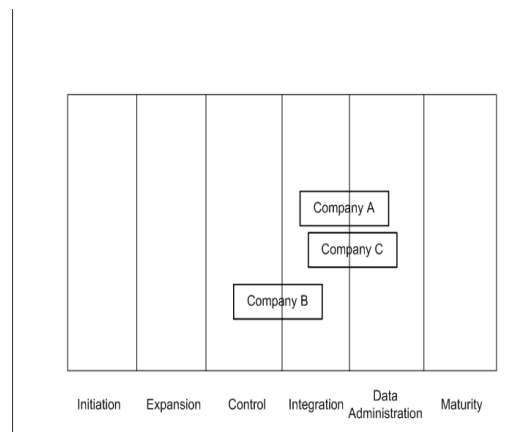 Company A
Company C
Company B
Initiation
Expansion
Control
Integration
Data
Administration
Maturity